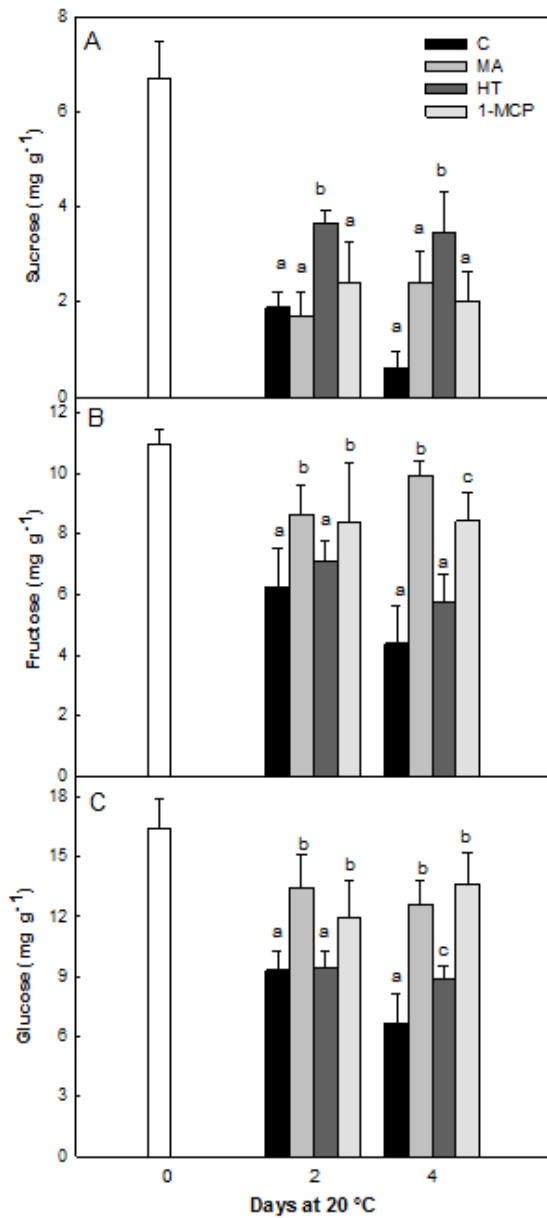 A
C
MA
HT
1-MCP
Sucrose (mg g⁻¹)
8
6
4
2
0
a a b a
a a b a
B
Fructose (mg g⁻¹)
12
10
8
6
4
2
0
a b a b
a b a c
C
Glucose (mg g⁻¹)
18
15
12
9
6
3
0
a b a b
a b c b
0 2 4
Days at 20 °C